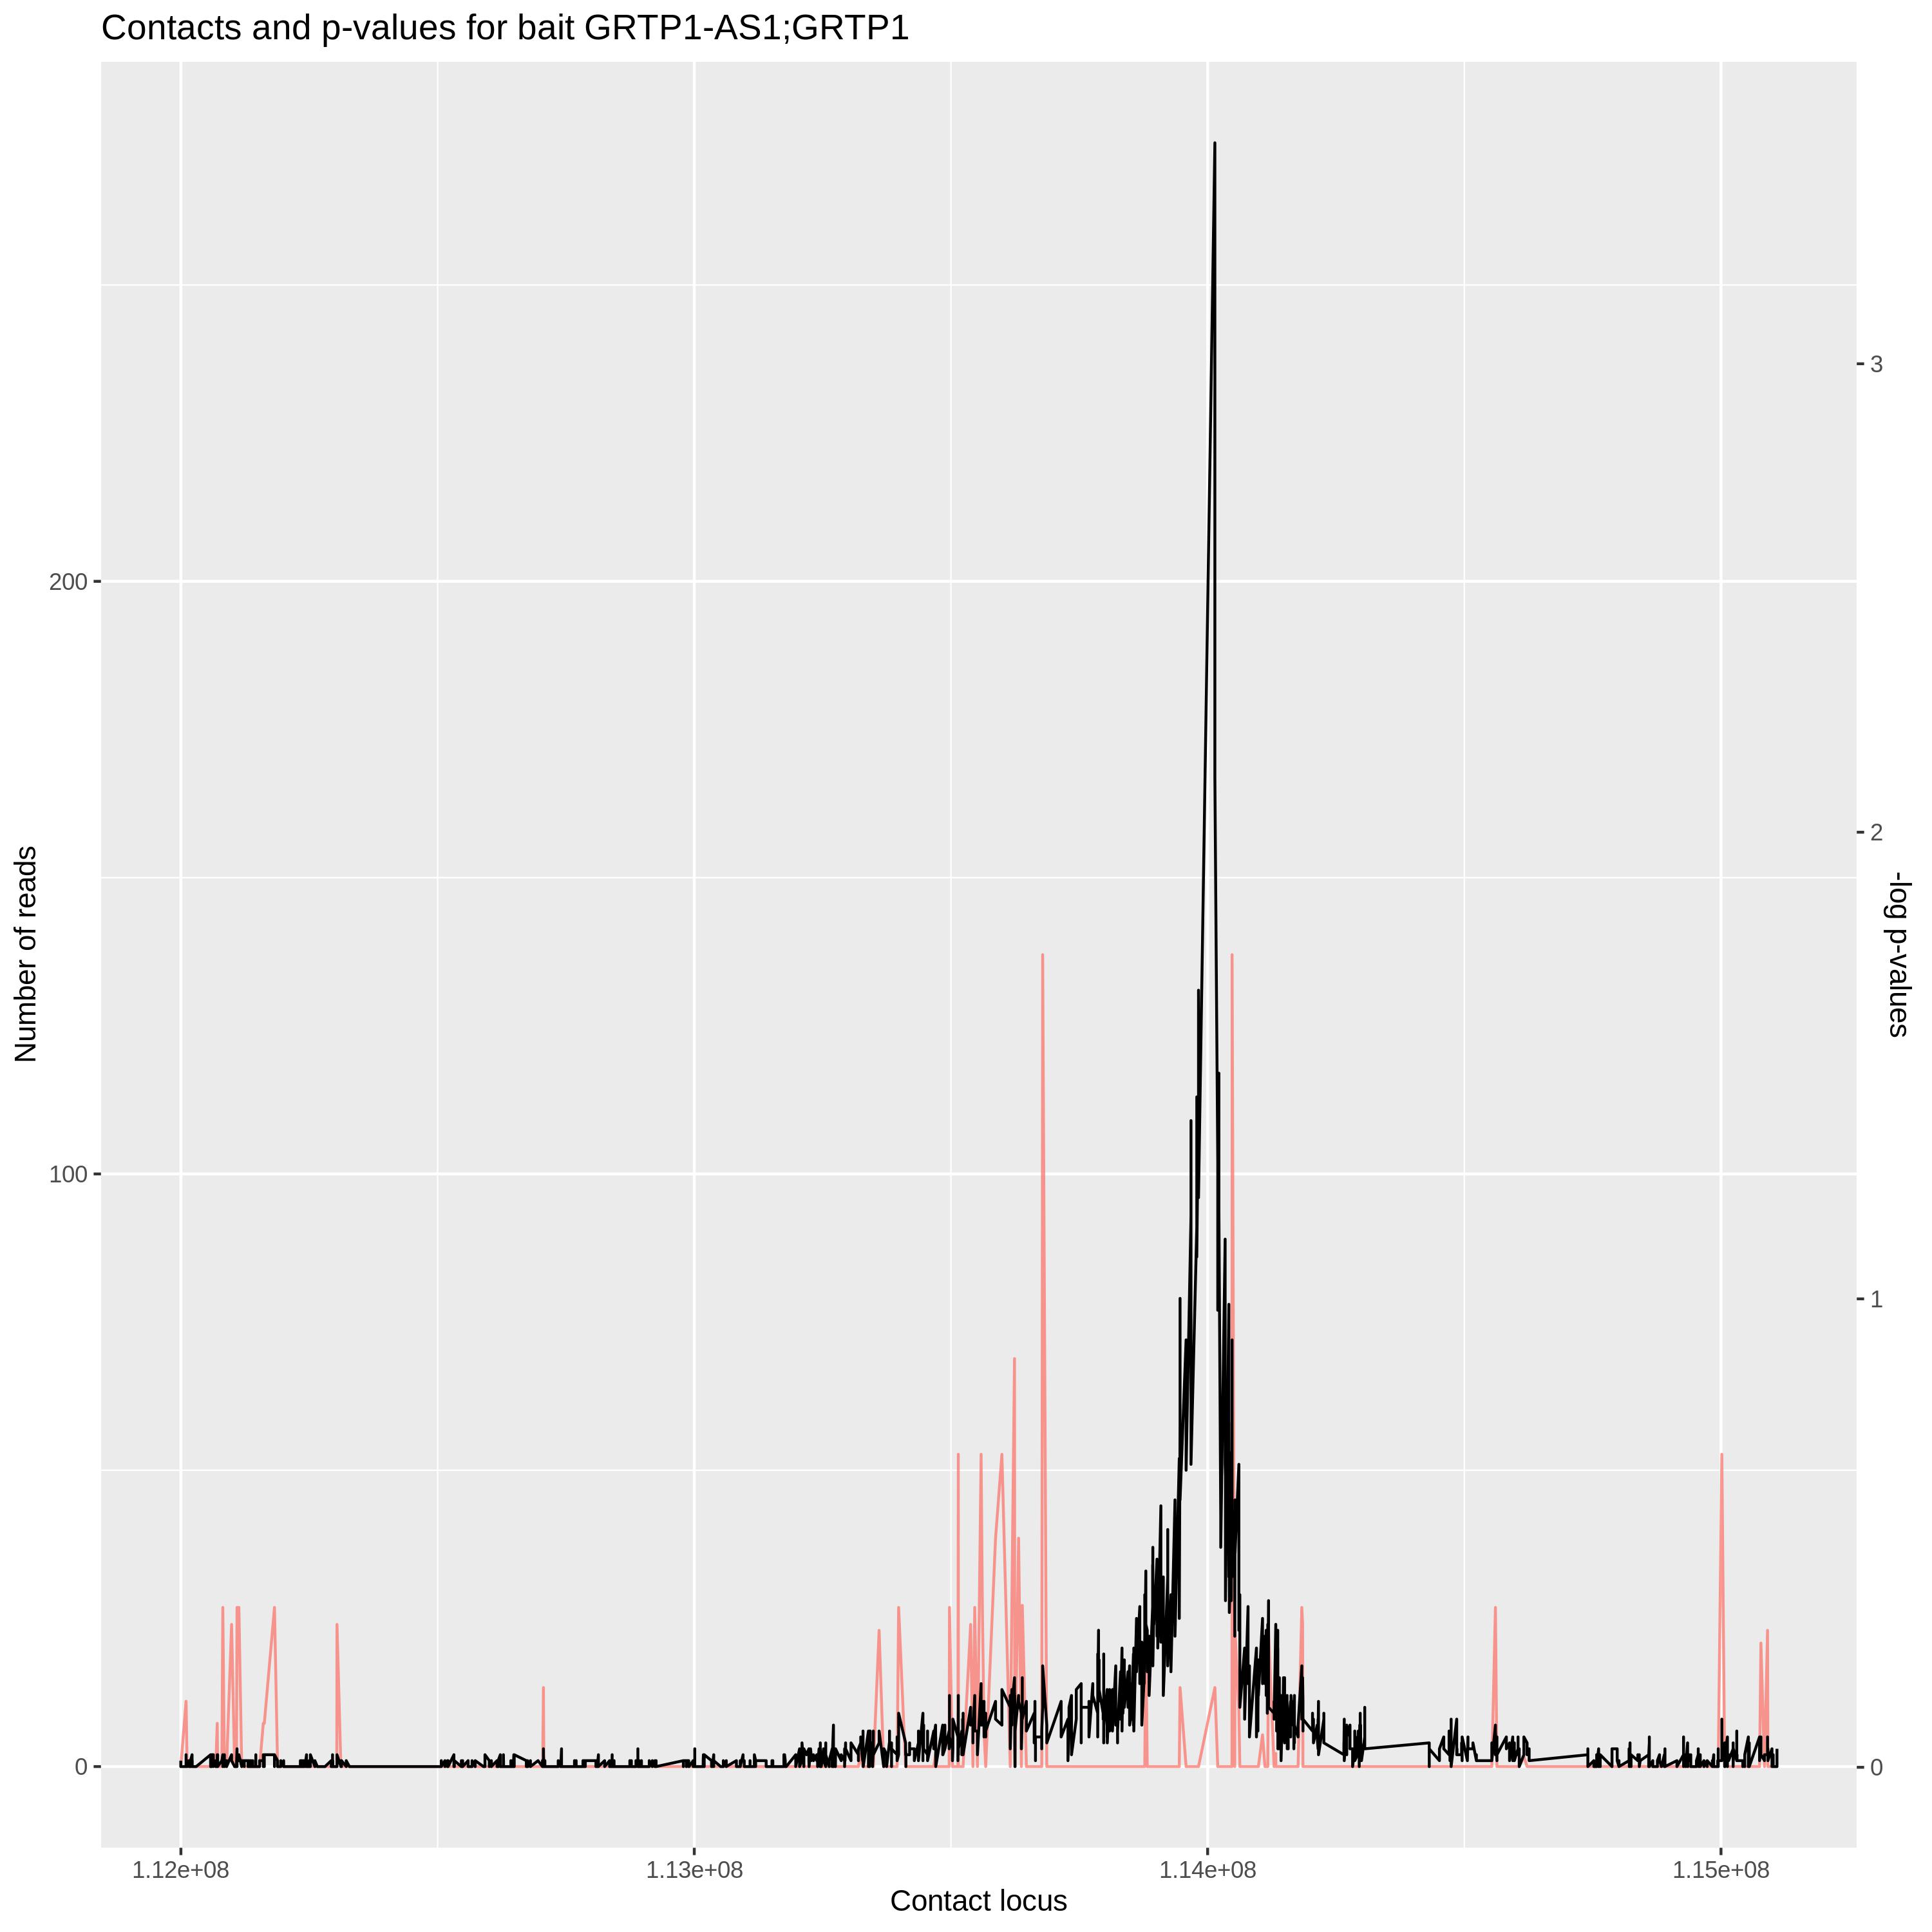 Contacts and p-values for bait GRTP1-AS1;GRTP1
Number of reads
200
100
0
3
2
1
0
-log p-values
1.12e+08
1.13e+08
1.14e+08
1.15e+08
Contact locus